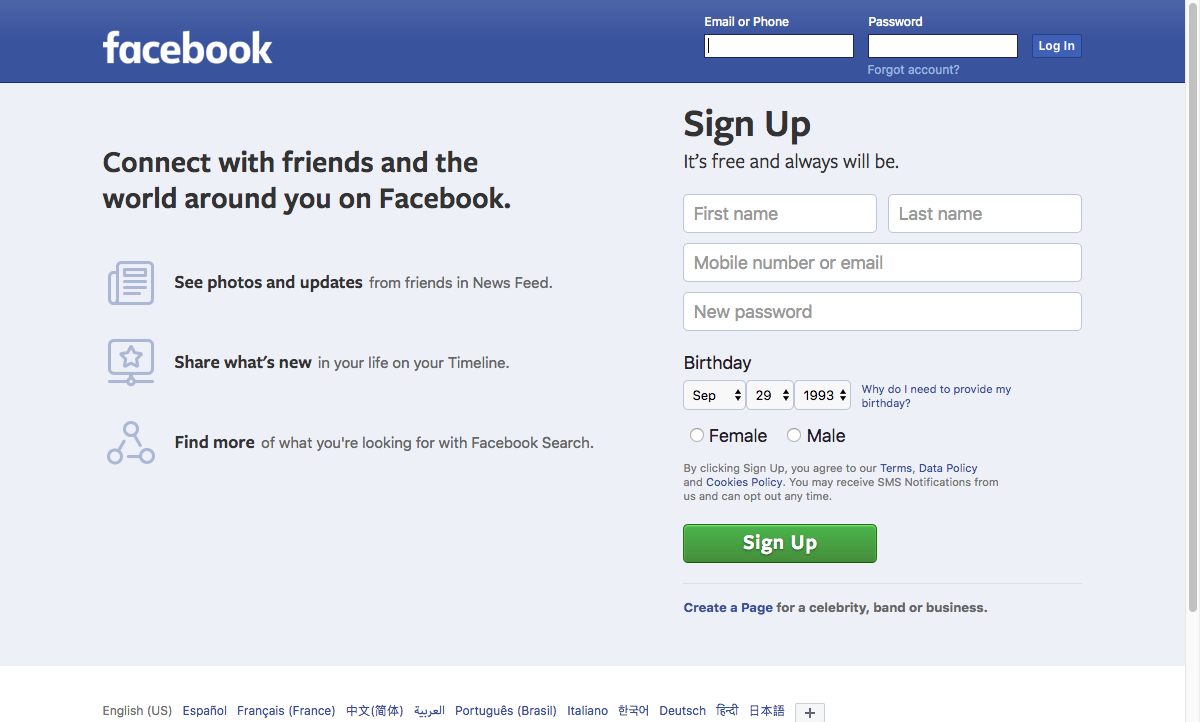 facebook
Email or Phone
Password
Log In
Forgot account?
Connect with friends and the
world around you on Facebook.
See photos and updates from friends in News Feed.
Share what's new in your life on your Timeline.
Find more of what you're looking for with Facebook Search.
Sign Up
It's free and always will be.
First name
Last name
Mobile number or email
New password
Birthday
Sep 29 1993
Why do I need to provide my
birthday?
Female Male
By clicking Sign Up, you agree to our Terms, Data Policy
and Cookies Policy. You may receive SMS Notifications from
us and can opt out any time.
Sign Up
Create a Page for a celebrity, band or business.
English (US) Español Français (France) 中文(简体) العربية Português (Brasil) Italiano 한국어 Deutsch हिन्दी 日本語 +